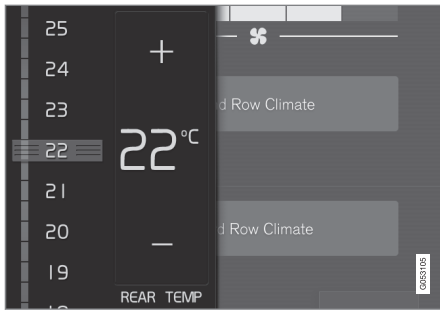 25
24
23
22
21
20
19
+
22°C
–
REAR TEMP
d Row Climate
d Row Climate
G053105